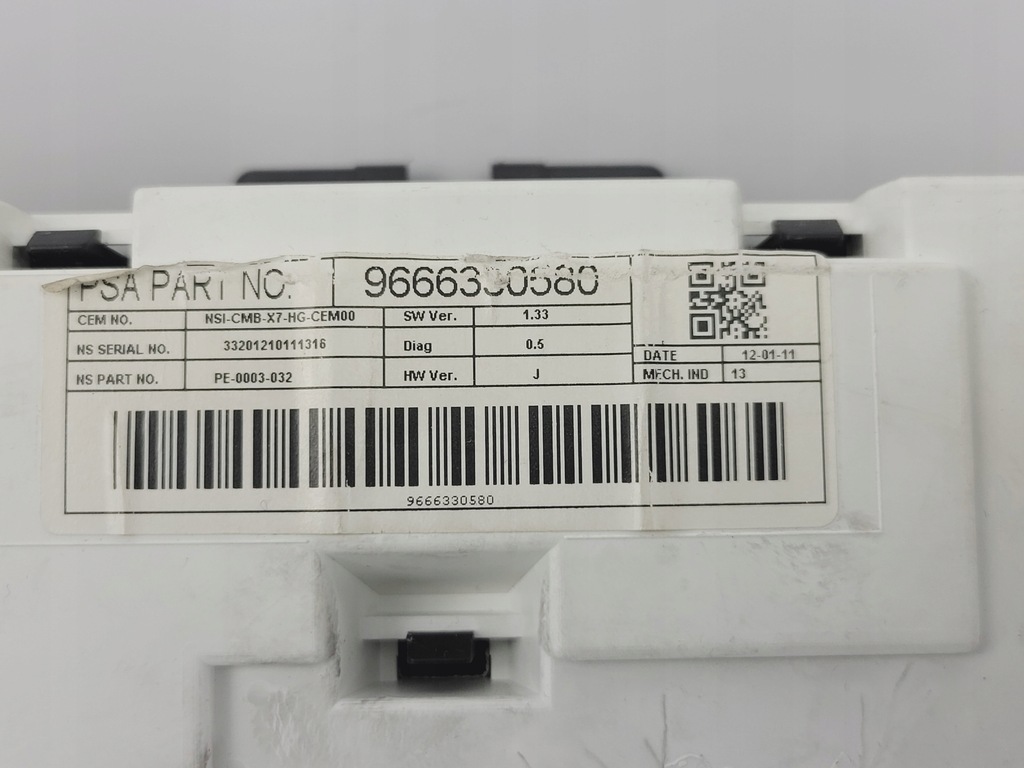 PSA PART NO. 9666330580
CEM NO. NSI-CMB-X7-HG-CEM00 SW Ver. 1.33
NS SERIAL NO. 33201210111316 Diag 0.5
NS PART NO. PE-0003-032 HW Ver. J
DATE 12-01-11
MECH. IND 13
9666330580